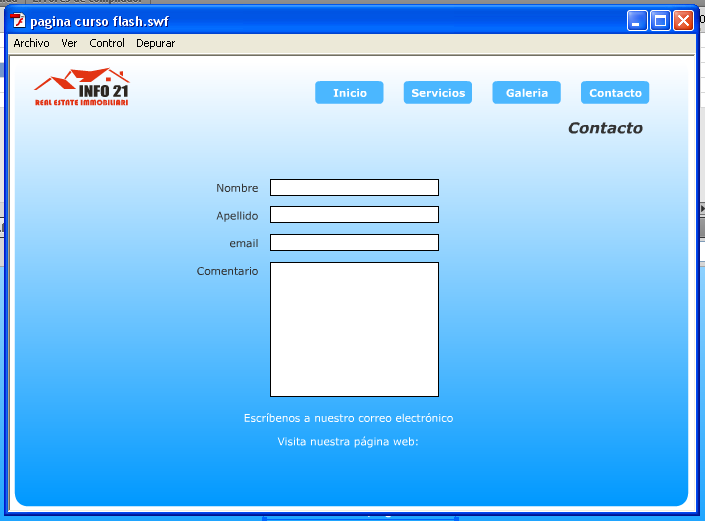 pagina curso flash.swf
Archivo Ver Control Depurar
INFO 21
REAL ESTATE IMMOBILIARI
Inicio Servicios Galeria Contacto
Contacto
Nombre
Apellido
email
Comentario
Escríbenos a nuestro correo electrónico
Visita nuestra página web: